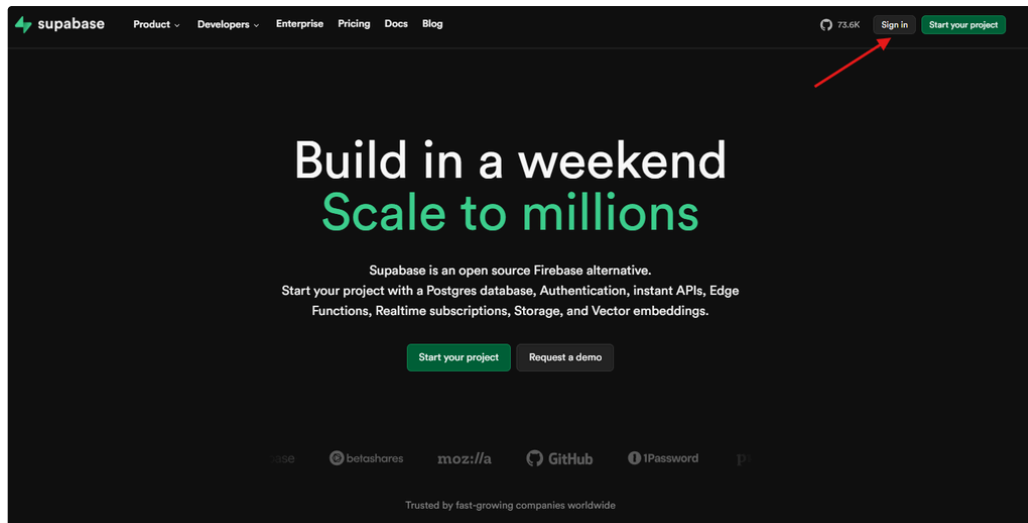 supabase Product Developers Enterprise Pricing Docs Blog 73.6K Sign in Start your project
Build in a weekend
Scale to millions
Supabase is an open source Firebase alternative.
Start your project with a Postgres database, Authentication, instant APIs, Edge
Functions, Realtime subscriptions, Storage, and Vector embeddings.
Start your project Request a demo
betashares moz://a GitHub 1Password
Trusted by fast-growing companies worldwide